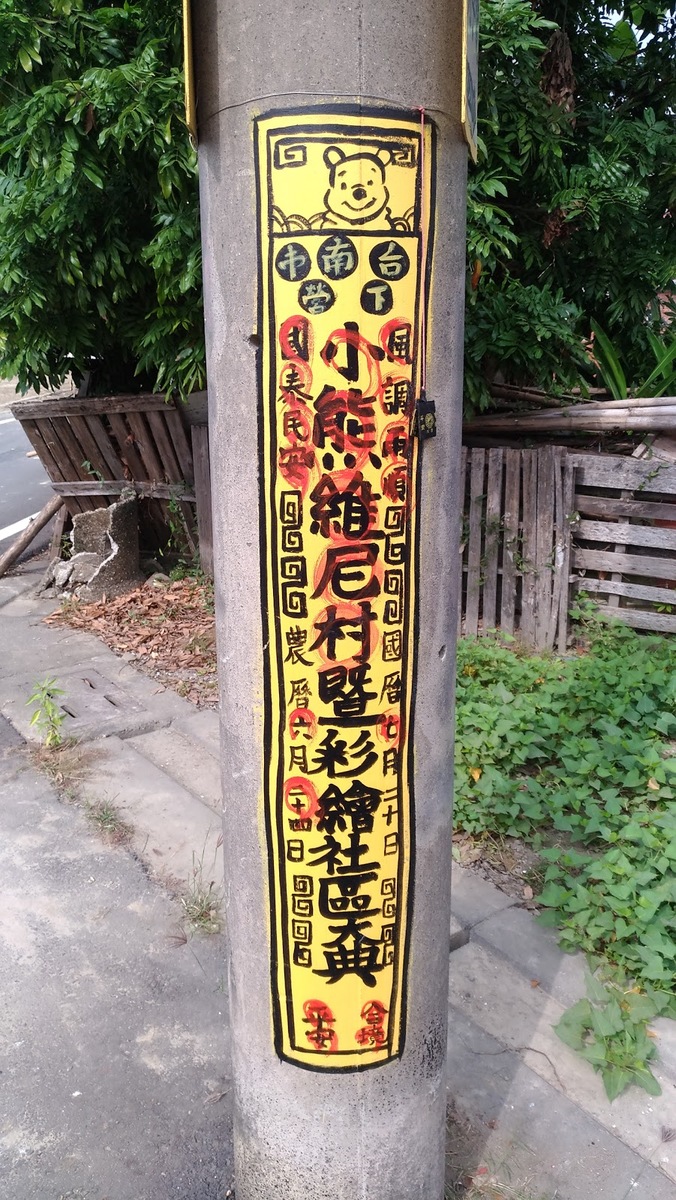 台南市
下營
風調雨順
國曆七月二十日
小熊維尼村暨彩繪社區大典
國泰民安
農曆六月二十四日
合境
平安